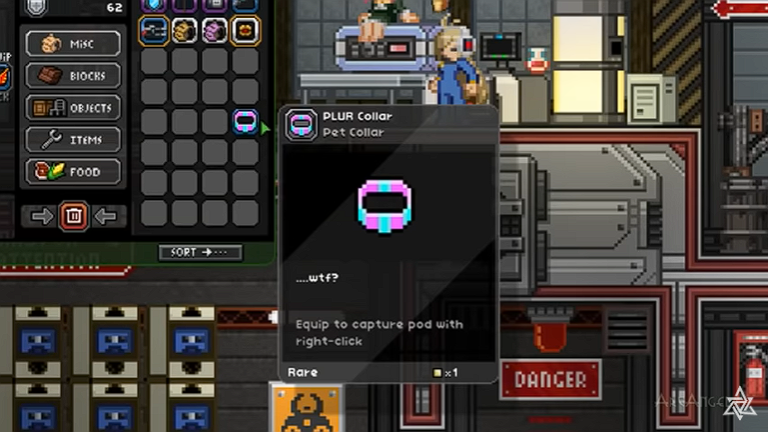 62
MISC
BLOCKS
OBJECTS
ITEMS
FOOD
SORT
ATTENTION
PLUR Collar
Pet Collar
....wtf?
Equip to capture pod with
right-click
Rare
x1
DANGER